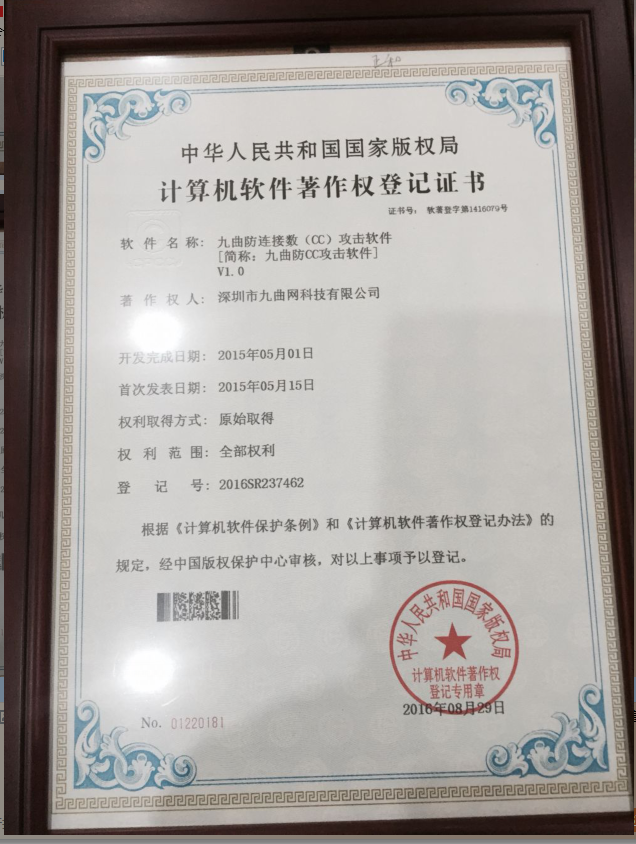 中华人民共和国国家版权局
计算机软件著作权登记证书
证书号： 软著登字第1416079号
软件名称： 九曲防连接数（CC）攻击软件
[简称：九曲防CC攻击软件]
V1.0
著作权人： 深圳市九曲网科技有限公司
开发完成日期： 2015年05月01日
首次发表日期： 2015年05月15日
权利取得方式： 原始取得
权利范围： 全部权利
登记号： 2016SR237462
根据《计算机软件保护条例》和《计算机软件著作权登记办法》的
规定，经中国版权保护中心审核，对以上事项予以登记。
中华人民共和国国家版权局
计算机软件著作权
登记专用章
2016年08月29日
No. 01220181